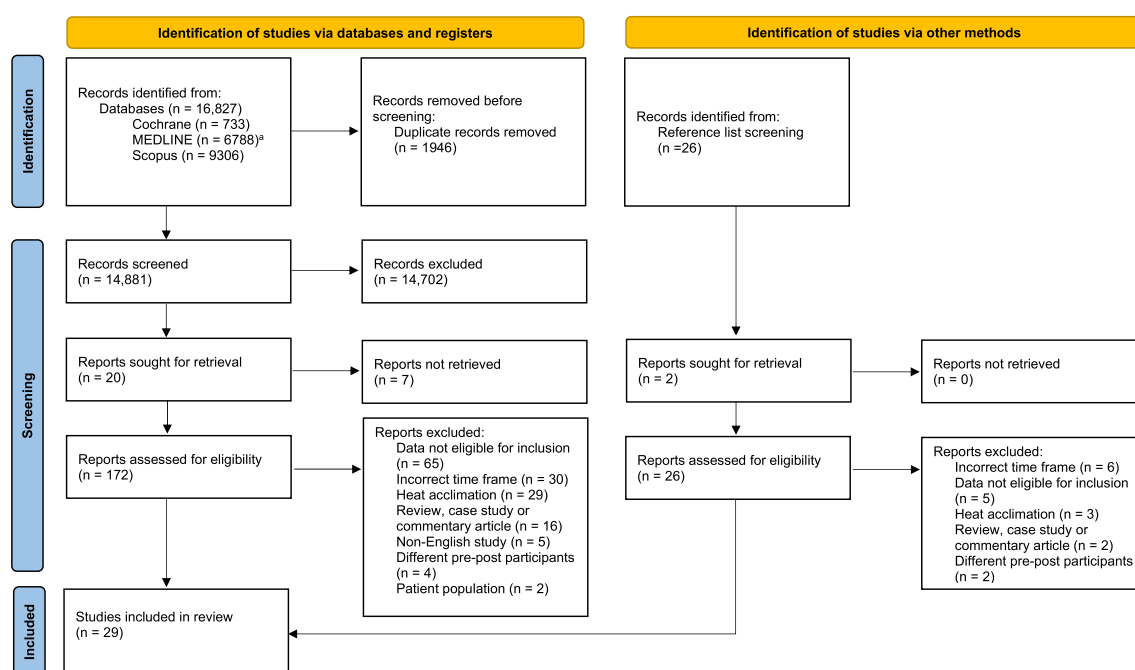 Identification of studies via databases and registers
Identification of studies via other methods
Identification
Records identified from:
Databases (n = 16,827)
Cochrane (n = 733)
MEDLINE (n = 6788)ᵃ
Scopus (n = 9306)
Records removed before
screening:
Duplicate records removed
(n = 1946)
Records identified from:
Reference list screening
(n =26)
Screening
Records screened
(n = 14,881)
Records excluded
(n = 14,702)
Reports sought for retrieval
(n = 20)
Reports not retrieved
(n = 7)
Reports sought for retrieval
(n = 2)
Reports not retrieved
(n = 0)
Reports assessed for eligibility
(n = 172)
Reports excluded:
Data not eligible for inclusion
(n = 65)
Incorrect time frame (n = 30)
Heat acclimation (n = 29)
Review, case study or
commentary article (n = 16)
Non-English study (n = 5)
Different pre-post participants
(n = 4)
Patient population (n = 2)
Reports assessed for eligibility
(n = 26)
Reports excluded:
Incorrect time frame (n = 6)
Data not eligible for inclusion
(n = 5)
Heat acclimation (n = 3)
Review, case study or
commentary article (n = 2)
Different pre-post participants
(n = 2)
Included
Studies included in review
(n = 29)